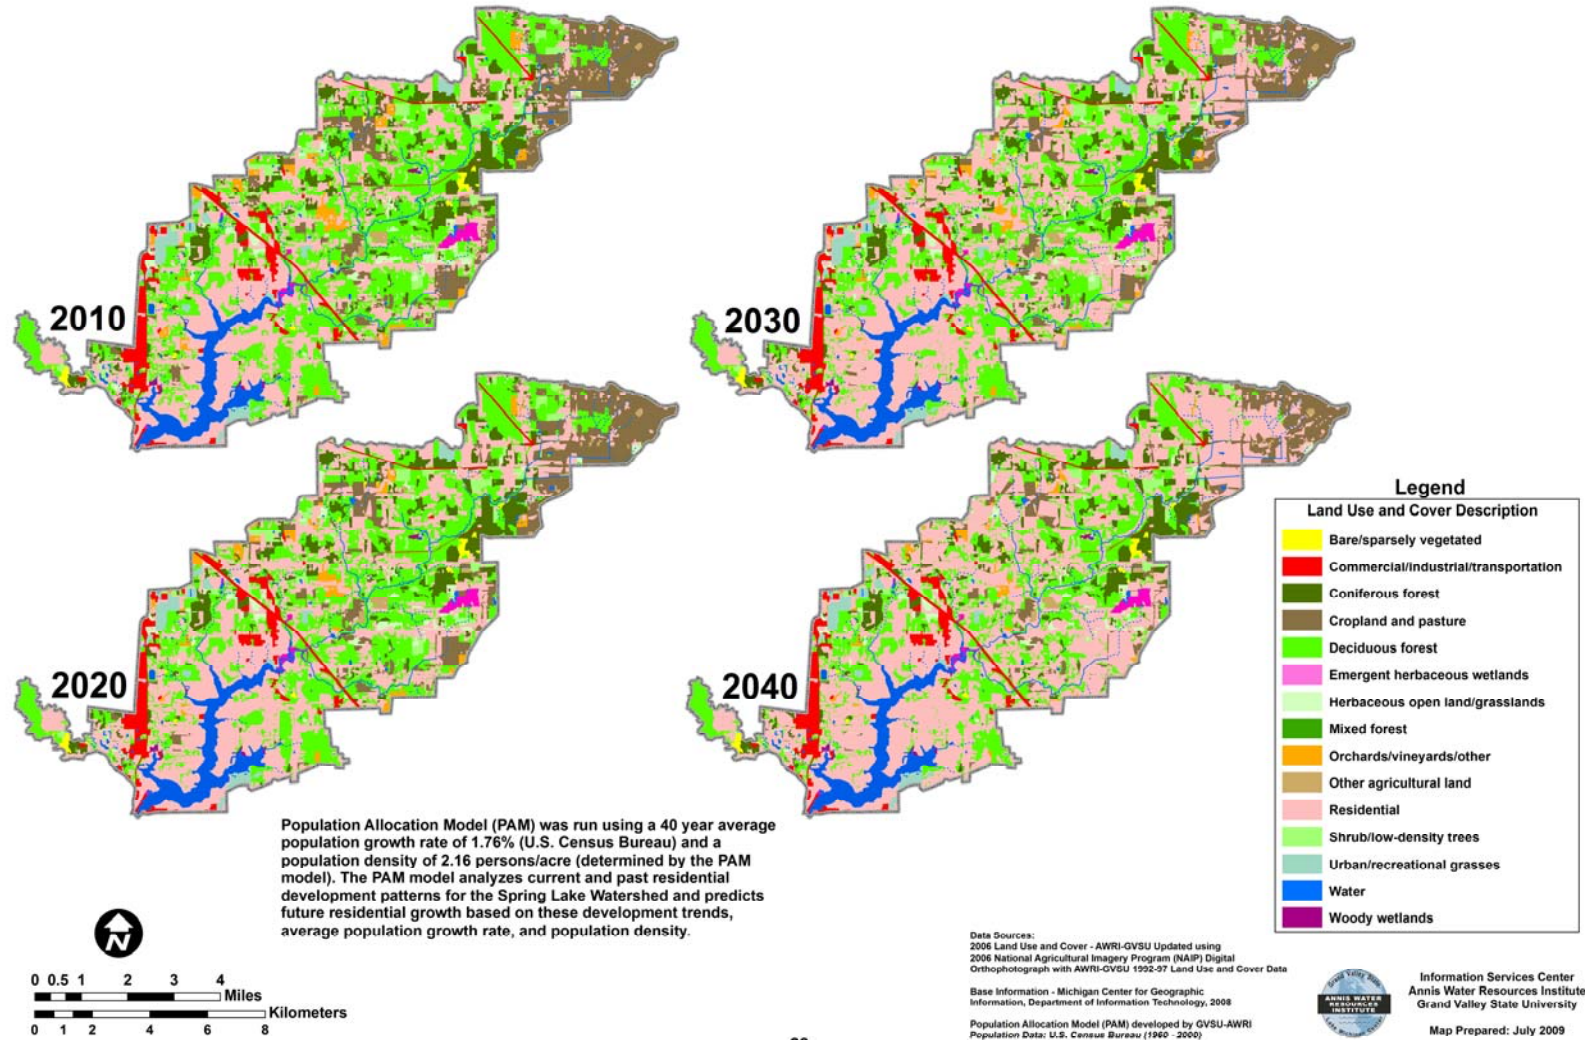 2010
2030
2020
2040
Legend
Land Use and Cover Description
Bare/sparsely vegetated
Commercial/industrial/transportation
Coniferous forest
Cropland and pasture
Deciduous forest
Emergent herbaceous wetlands
Herbaceous open land/grasslands
Mixed forest
Orchards/vineyards/other
Other agricultural land
Residential
Shrub/low-density trees
Urban/recreational grasses
Water
Woody wetlands
Population Allocation Model (PAM) was run using a 40 year average
population growth rate of 1.76% (U.S. Census Bureau) and a
population density of 2.16 persons/acre (determined by the PAM
model). The PAM model analyzes current and past residential
development patterns for the Spring Lake Watershed and predicts
future residential growth based on these development trends,
average population growth rate, and population density.
N
0 0.5 1 2 3 4
Miles
Kilometers
0 1 2 4 6 8
Data Sources:
2006 Land Use and Cover - AWRI-GVSU Updated using
2006 National Agricultural Imagery Program (NAIP) Digital
Orthophotograph with AWRI-GVSU 1992-97 Land Use and Cover Data
Base Information - Michigan Center for Geographic
Information, Department of Information Technology, 2008
Population Allocation Model (PAM) developed by GVSU-AWRI
Population Data: U.S. Census Bureau (1960 - 2000)
Grand Valley State
ANNIS WATER
RESOURCES
INSTITUTE
Lake Michigan Center
Information Services Center
Annis Water Resources Institute
Grand Valley State University
Map Prepared: July 2009